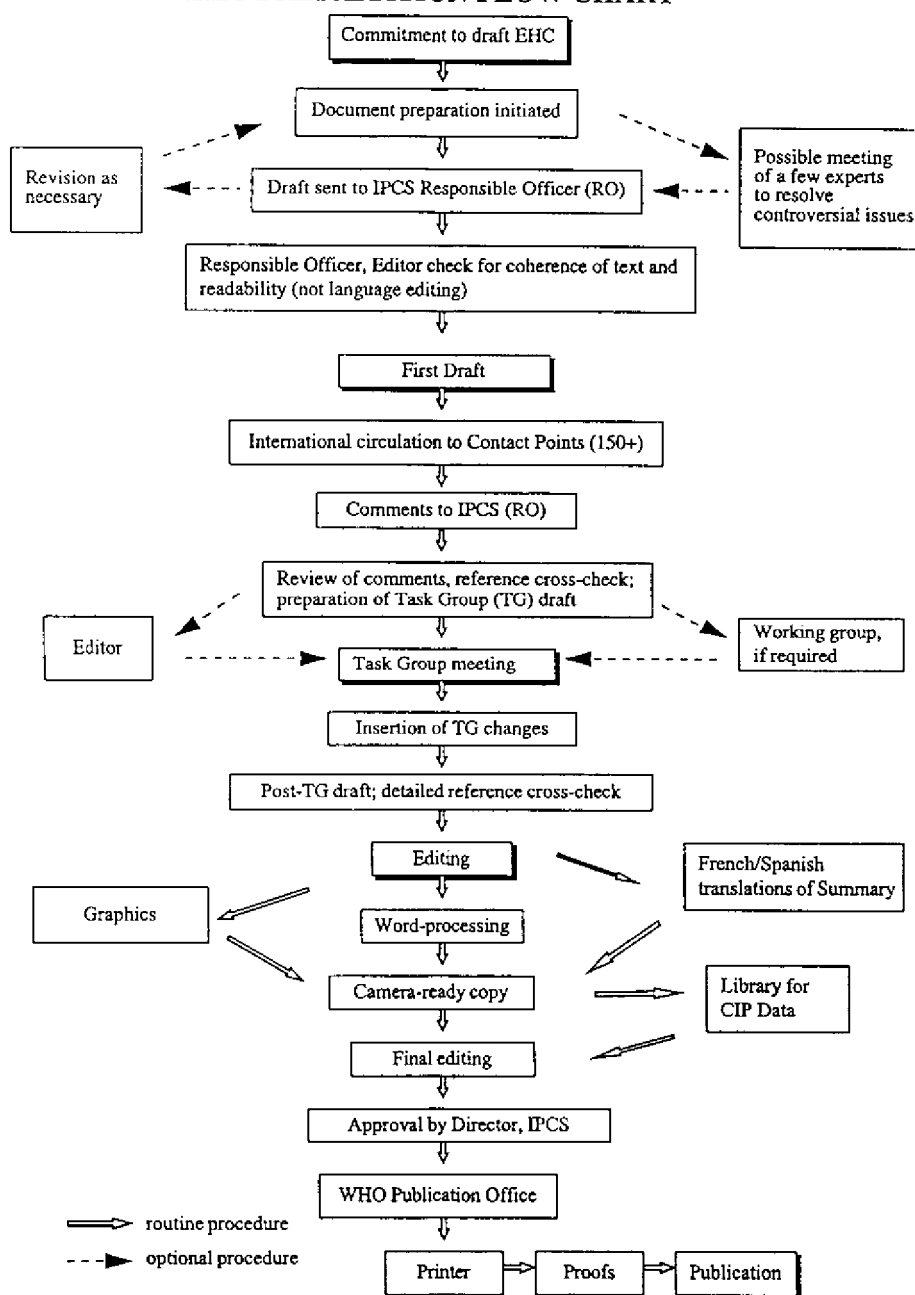 Commitment to draft EHC
Document preparation initiated
Revision as
necessary
Possible meeting
of a few experts
to resolve
controversial issues
Draft sent to IPCS Responsible Officer (RO)
Responsible Officer, Editor check for coherence of text and
readability (not language editing)
First Draft
International circulation to Contact Points (150+)
Comments to IPCS (RO)
Review of comments, reference cross-check;
preparation of Task Group (TG) draft
Editor
Working group,
if required
Task Group meeting
Insertion of TG changes
Post-TG draft; detailed reference cross-check
Editing
French/Spanish
translations of Summary
Graphics
Word-processing
Camera-ready copy
Library for
CIP Data
Final editing
Approval by Director, IPCS
WHO Publication Office
routine procedure
optional procedure
Printer
Proofs
Publication